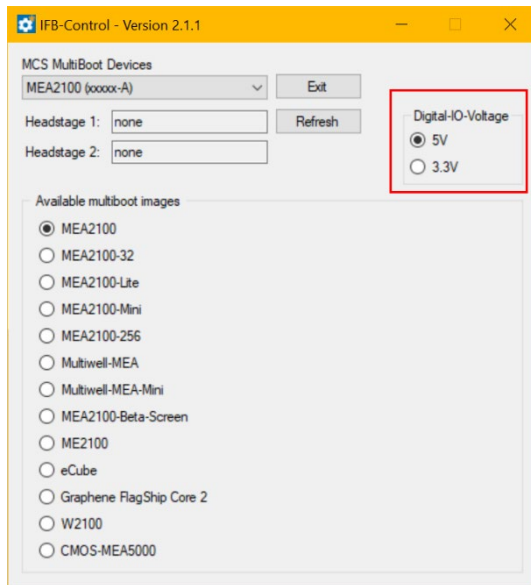 IFB-Control - Version 2.1.1
MCS MultiBoot Devices
MEA2100 (xxxxx-A)
Exit
Headstage 1: none
Refresh
Headstage 2: none
Digital-IO-Voltage
5V
3.3V
Available multiboot images
MEA2100
MEA2100-32
MEA2100-Lite
MEA2100-Mini
MEA2100-256
Multiwell-MEA
Multiwell-MEA-Mini
MEA2100-Beta-Screen
ME2100
eCube
Graphene FlagShip Core 2
W2100
CMOS-MEA5000